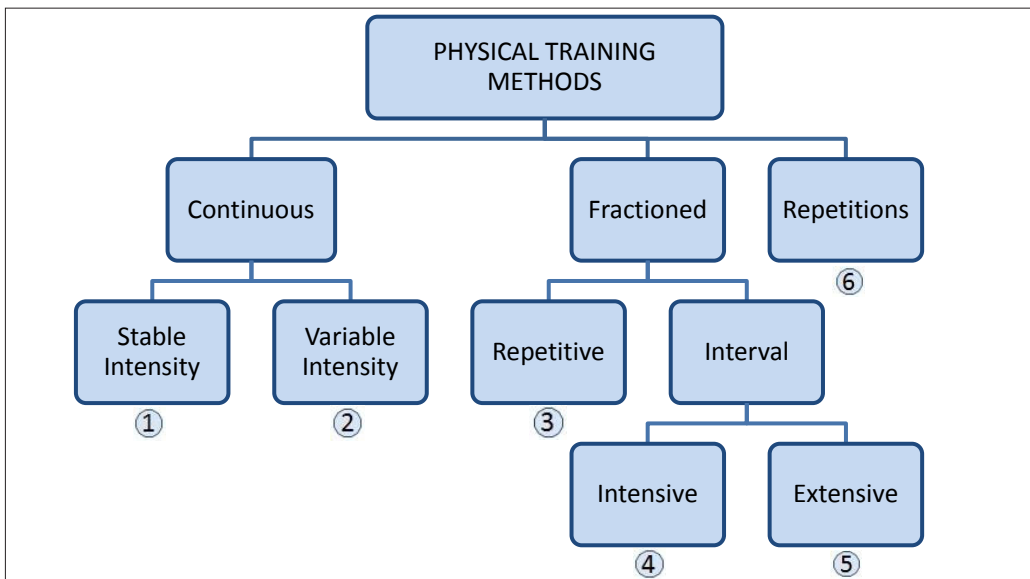 PHYSICAL TRAINING
METHODS
Continuous
Fractioned
Repetitions
⑥
Stable
Intensity
Variable
Intensity
Repetitive
Interval
①
②
③
Intensive
Extensive
④
⑤